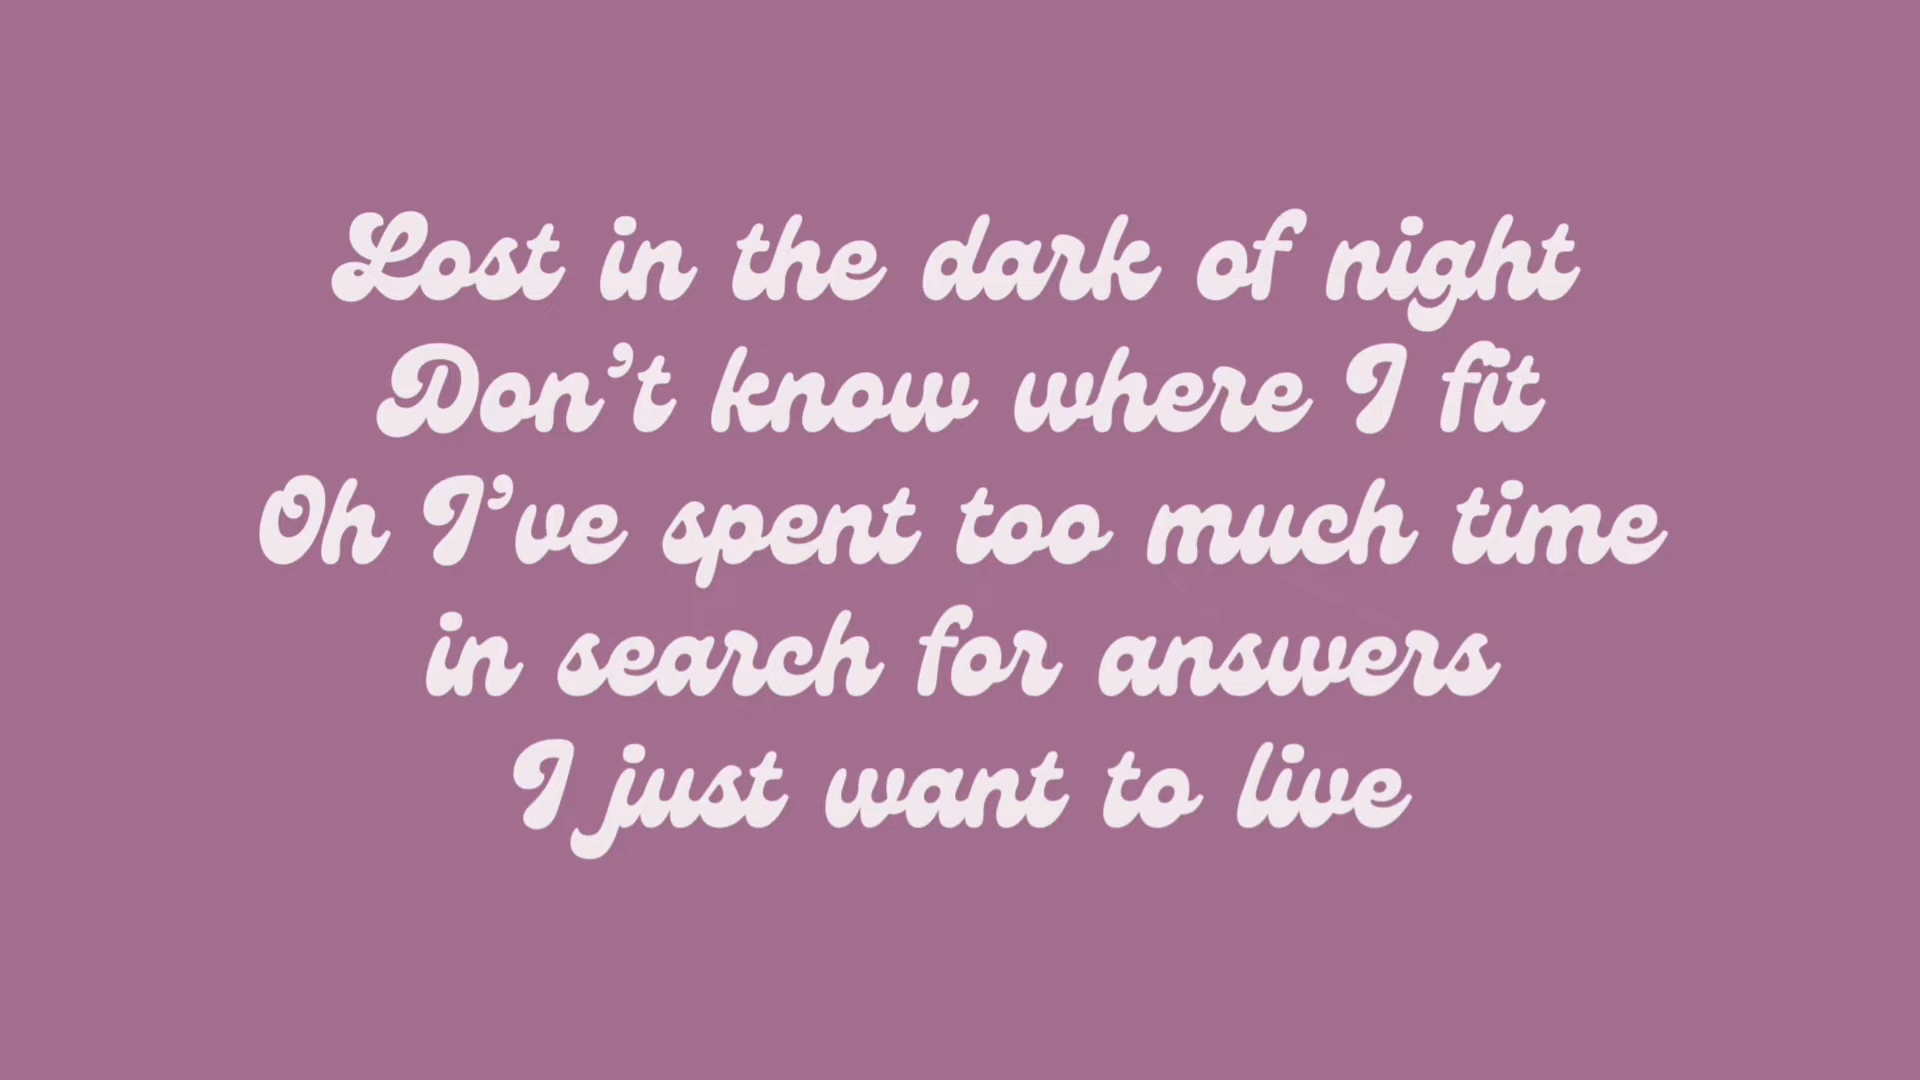 Lost in the dark of night
Don't know where I fit
Oh I've spent too much time
in search for answers
I just want to live